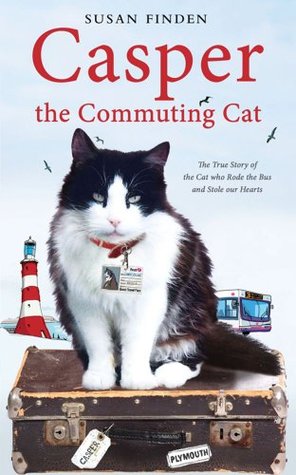 SUSAN FINDEN
Casper
the Commuting Cat
The True Story of
the Cat who Rode the Bus
and Stole our Hearts
CASPER
PLYMOUTH